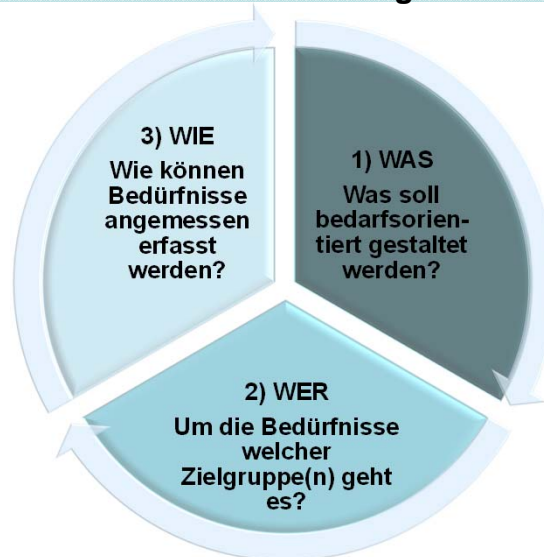 1) WAS
Was soll
bedarfsorien-
tiert gestaltet
werden?
2) WER
Um die Bedürfnisse
welcher
Zielgruppe(n) geht
es?
3) WIE
Wie können
Bedürfnisse
angemessen
erfasst
werden?